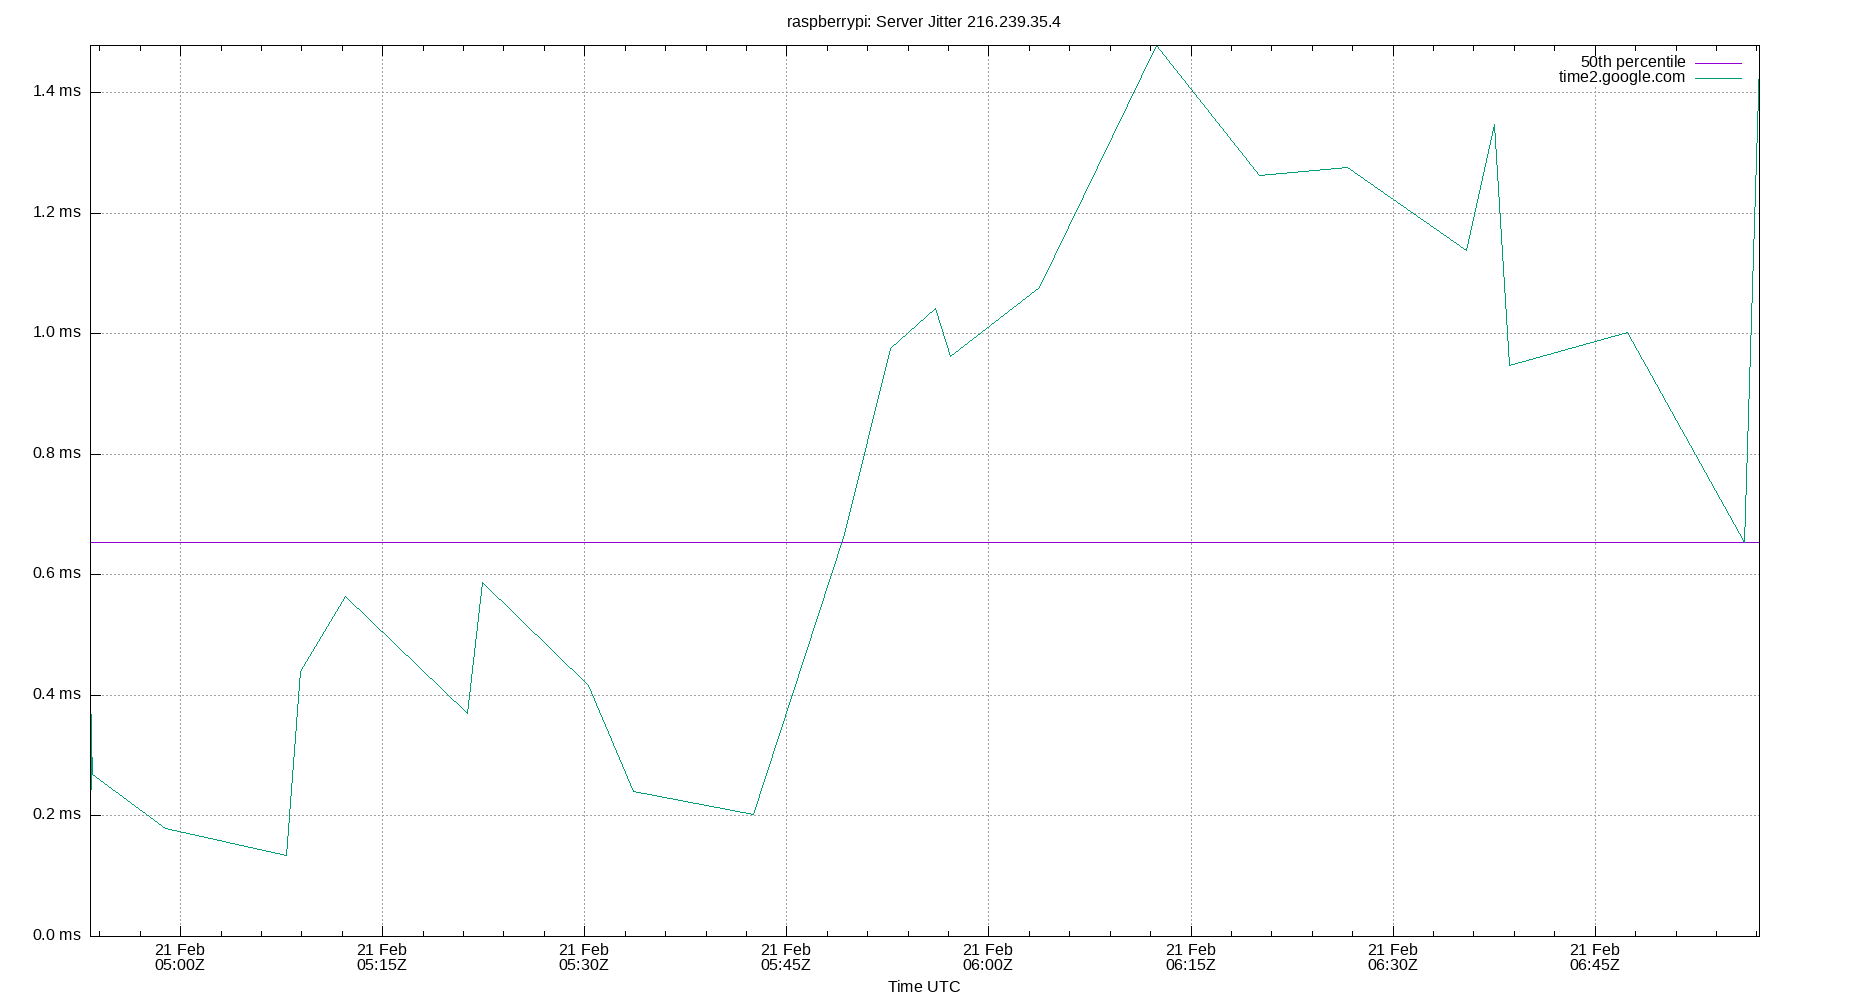 raspberrypi: Server Jitter 216.239.35.4
50th percentile
time2.google.com
1.4 ms
1.2 ms
1.0 ms
0.8 ms
0.6 ms
0.4 ms
0.2 ms
0.0 ms
21 Feb 21 Feb 21 Feb 21 Feb 21 Feb 21 Feb 21 Feb 21 Feb
05:00Z 05:15Z 05:30Z 05:45Z 06:00Z 06:15Z 06:30Z 06:45Z
Time UTC